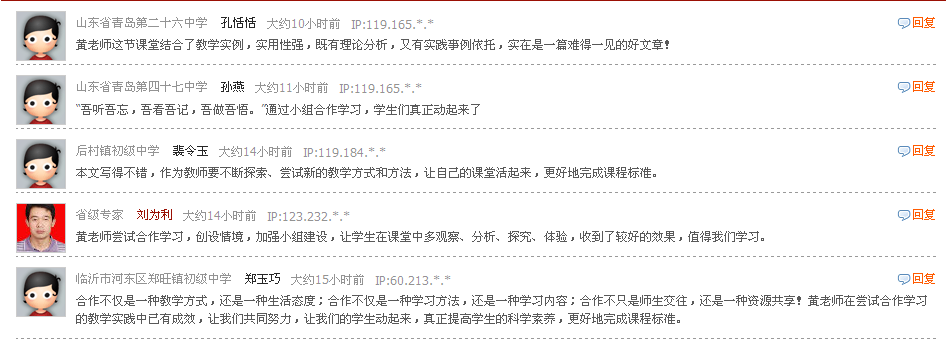 山东省青岛第二十六中学 孔恬恬 大约10小时前 IP:119.165.*.* 回复
黄老师这节课堂结合了教学实例，实用性强，既有理论分析，又有实践事例依托，实在是一篇难得一见的好文章！
山东省青岛第四十七中学 孙燕 大约11小时前 IP:119.165.*.* 回复
“吾听吾忘，吾看吾记，吾做吾悟。”通过小组合作学习，学生们真正动起来了
后村镇初级中学 裴令玉 大约14小时前 IP:119.184.*.* 回复
本文写得不错，作为教师要不断探索、尝试新的教学方式和方法，让自己的课堂活起来，更好地完成课程标准。
省级专家 刘为利 大约14小时前 IP:123.232.*.* 回复
黄老师尝试合作学习，创设情境，加强小组建设，让学生在课堂中多观察、分析、探究、体验，收到了较好的效果，值得我们学习。
临沂市河东区郑旺镇初级中学 郑玉巧 大约15小时前 IP:60.213.*.* 回复
合作不仅是一种教学方式，还是一种生活态度；合作不仅是一种学习方法，还是一种学习内容；合作不只是师生交往，还是一种资源共享！黄老师在尝试合作学习
的教学实践中已有成效，让我们共同努力，让我们的学生动起来，真正提高学生的科学素养，更好地完成课程标准。